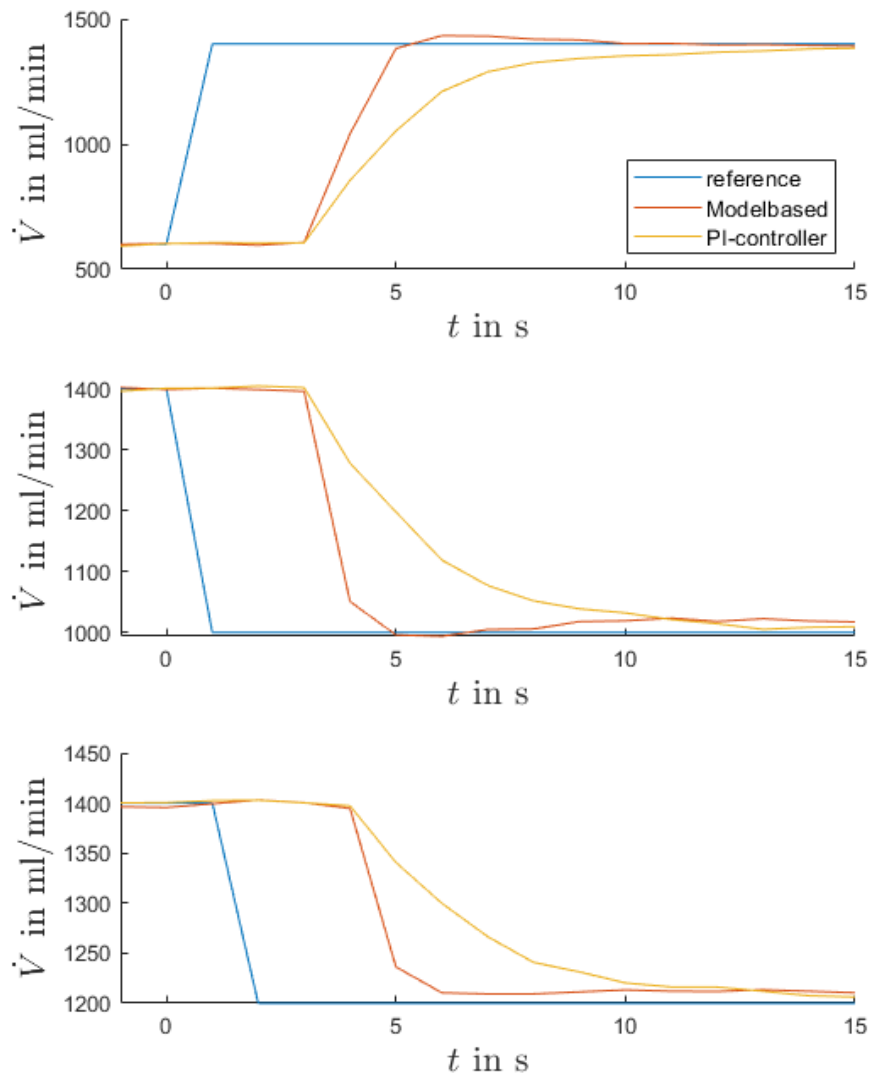 1500
1000
500
V̇ in ml/min
reference
Modelbased
PI-controller
0 5 10 15
t in s
1400
1300
1200
1100
1000
V̇ in ml/min
0 5 10 15
t in s
1450
1400
1350
1300
1250
1200
V̇ in ml/min
0 5 10 15
t in s